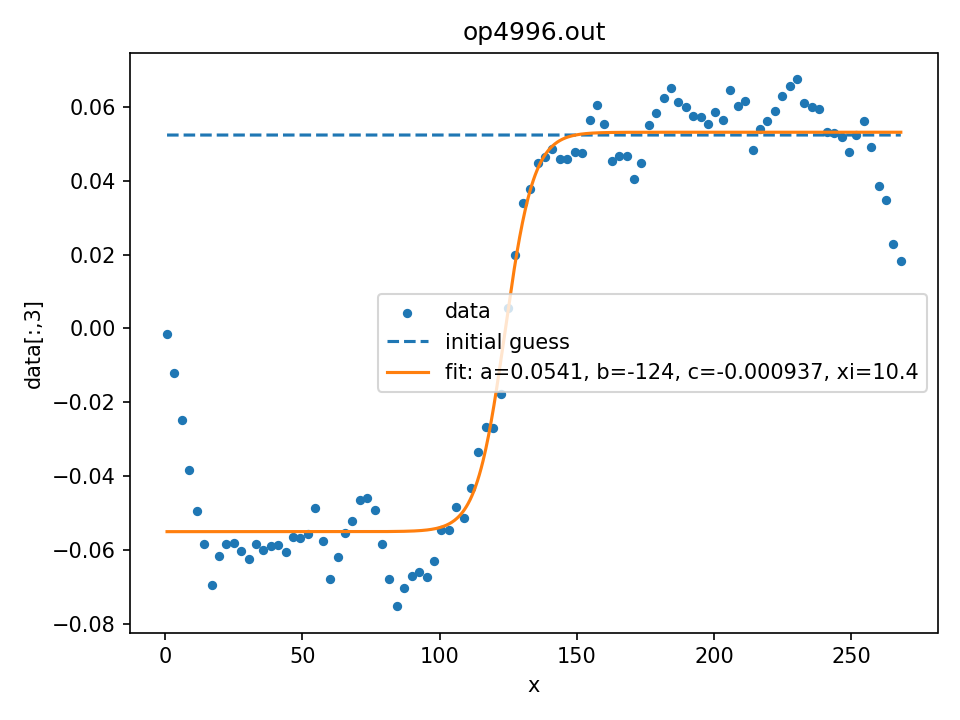 op4996.out
0.06
0.04
0.02
0.00
−0.02
−0.04
−0.06
−0.08
data[:,3]
data
initial guess
fit: a=0.0541, b=-124, c=-0.000937, xi=10.4
0 50 100 150 200 250
x